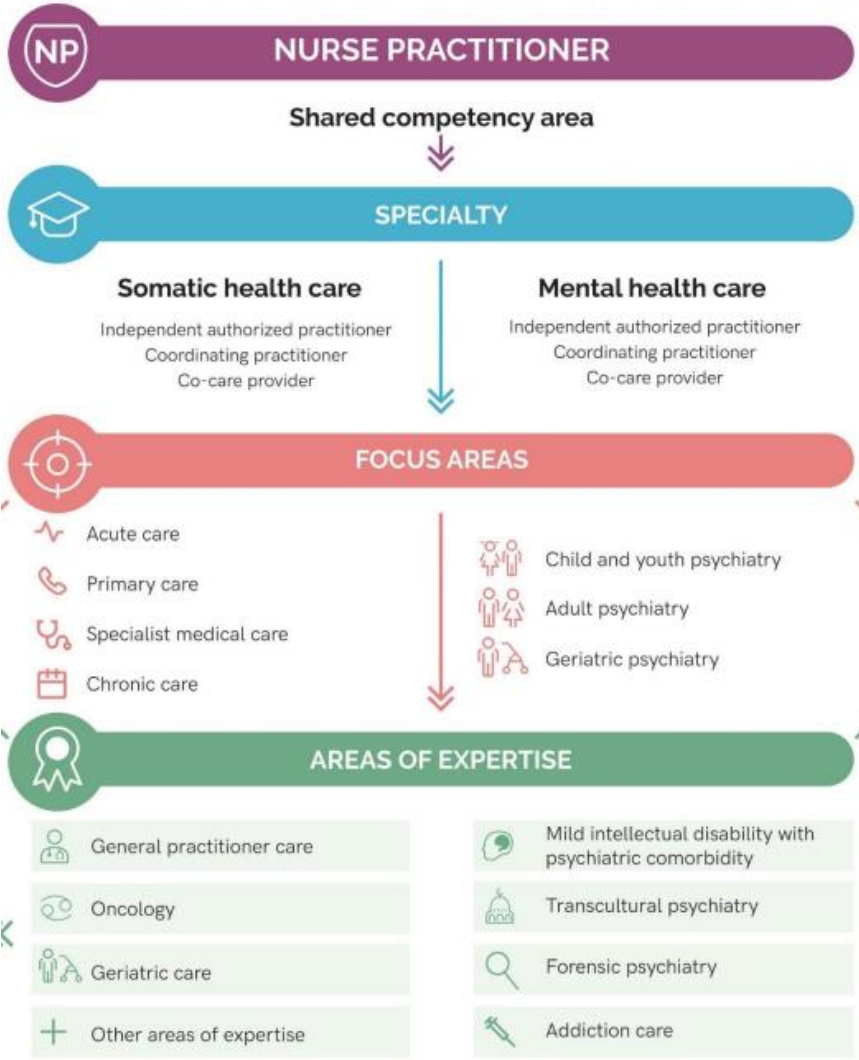 NP
NURSE PRACTITIONER
Shared competency area
SPECIALTY
Somatic health care
Independent authorized practitioner
Coordinating practitioner
Co-care provider
Mental health care
Independent authorized practitioner
Coordinating practitioner
Co-care provider
FOCUS AREAS
Acute care
Primary care
Specialist medical care
Chronic care
Child and youth psychiatry
Adult psychiatry
Geriatric psychiatry
AREAS OF EXPERTISE
General practitioner care
Oncology
Geriatric care
Other areas of expertise
Mild intellectual disability with
psychiatric comorbidity
Transcultural psychiatry
Forensic psychiatry
Addiction care